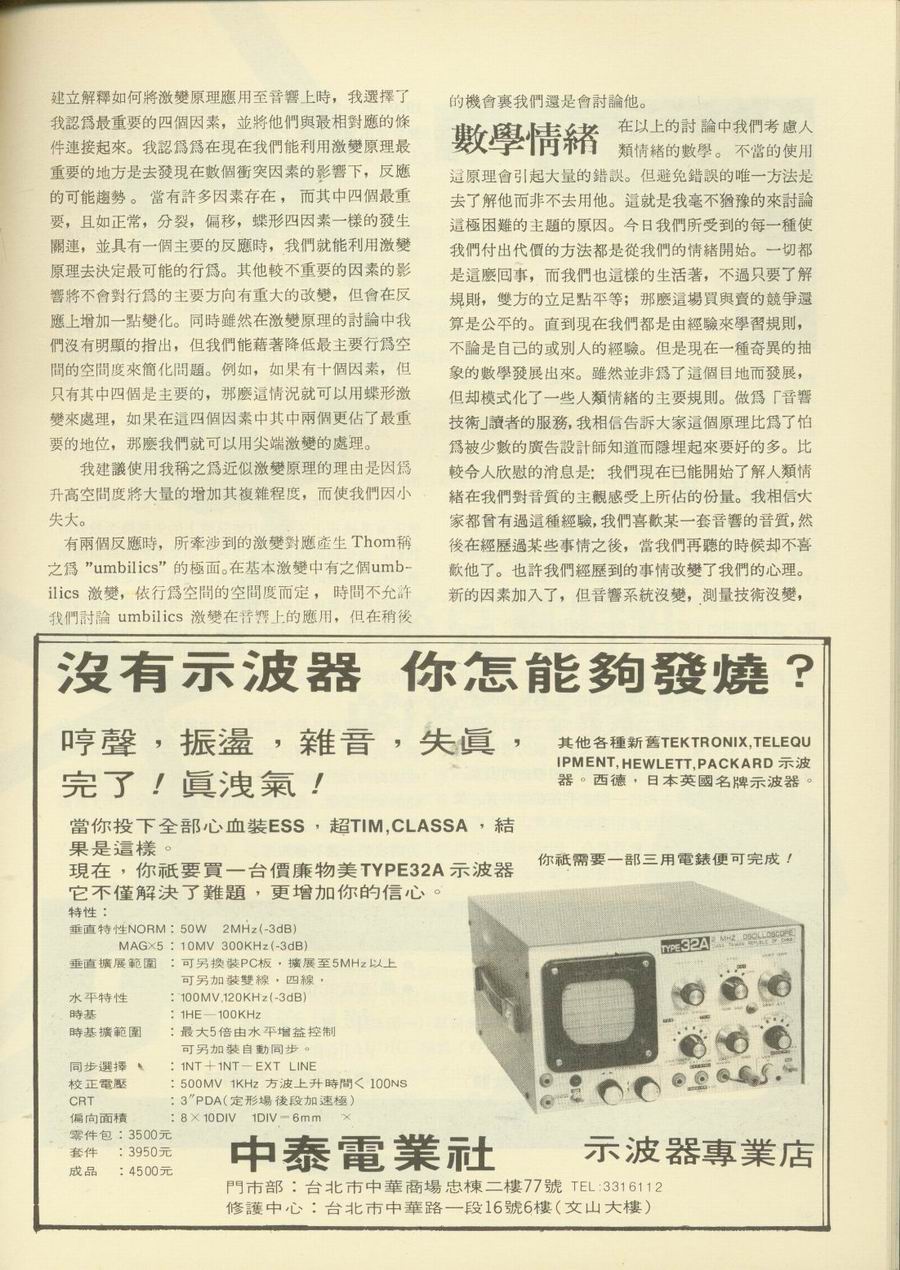 建立解釋如何將激變原理應用至音響上時，我選擇了
我認爲最重要的四個因素，並將他們與最相對應的條
件連接起來。我認爲爲在現在我們能利用激變原理最
重要的地方是去發現在數個衝突因素的影響下，反應
的可能趨勢。當有許多因素存在，而其中四個最重
要，且如正常，分裂，偏移，蝶形四因素一樣的發生
關連，並具有一個主要的反應時，我們就能利用激變
原理去決定最可能的行爲。其他較不重要的因素的影
響將不會對行爲的主要方向有重大的改變，但會在反
應上增加一點變化。同時雖然在激變原理的討論中我
們沒有明顯的指出，但我們能藉著降低最主要行爲空
間的空間度來簡化問題。例如，如果有十個因素，但
只有其中四個是主要的，那麽這情況就可以用蝶形激
變來處理，如果在這四個因素中其中兩個更佔了最重
要的地位，那麽我們就可以用尖端激變的處理。
我建議使用我稱之爲近似激變原理的理由是因爲
升高空間度將大量的增加其複雜程度，而使我們因小
失大。
有兩個反應時，所牽涉到的激變對應產生 Thom稱
之爲 ”umbilics” 的極面。在基本激變中有之個umb-
ilics 激變，依行爲空間的空間度而定，時間不允許
我們討論 umbilics 激變在音響上的應用，但在稍後
的機會裏我們還是會討論他。
數學情緒
在以上的討論中我們考慮人
類情緒的數學。不當的使用
這原理會引起大量的錯誤。但避免錯誤的唯一方法是
去了解他而非不去用他。這就是我毫不猶豫的來討論
這極困難的主題的原因。今日我們所受到的每一種使
我們付出代價的方法都是從我們的情緒開始。一切都
是這麽囘事，而我們也這樣的生活著，不過只要了解
規則，雙方的立足點平等；那麽這場買與賣的競爭還
算是公平的。直到現在我們都是由經驗來學習規則，
不論是自己的或別人的經驗。但是現在一種奇異的抽
象的數學發展出來。雖然並非爲了這個目地而發展，
但却模式化了一些人類情緒的主要規則。做爲「音響
技術」讀者的服務，我相信告訴大家這個原理比爲了怕
爲被少數的廣告設計師知道而隱埋起來要好的多。比
較令人欣慰的消息是：我們現在已能開始了解人類情
緒在我們對音質的主觀感受上所佔的份量。我相信大
家都曾有過這種經驗，我們喜歡某一套音響的音質，然
後在經歷過某些事情之後，當我們再聽的時候却不喜
歡他了。也許我們經歷到的事情改變了我們的心理。
新的因素加入了，但音響系統沒變，測量技術沒變，
沒有示波器 你怎能夠發燒？
哼聲，振盪，雜音，失眞，
完了！眞洩氣！
其他各種新舊TEKTRONIX,TELEQU
IPMENT,HEWLETT,PACKARD 示波
器。西德，日本英國名牌示波器。
當你投下全部心血裝ESS，超TIM,CLASSA，結
果是這樣。
現在，你祇要買一台價廉物美TYPE32A 示波器
它不僅解決了難題，更增加你的信心。
你祇需要一部三用電錶便可完成！
特性：
垂直特性NORM：50W 2MHz(-3dB)
MAG×5：10MV 300KHz(-3dB)
垂直擴展範圍：可另換裝PC板，擴展至5MHz以上
可另加裝雙線，四線，
水平特性：100MV,120KHz(-3dB)
時基：1HE—100KHz
時基擴範圍：最大5倍由水平增益控制
可另加裝自動同步。
同步選擇：1NT＋1NT－EXT LINE
校正電壓：500MV 1KHz 方波上升時間＜100NS
CRT：3”PDA(定形場後段加速極)
偏向面積：8×10DIV 1DIV＝6mm ×
零件包：3500元
套件：3950元
成品：4500元
TYPE 32A 2 MHZ OSCILLOSCOPE
中泰電業社
示波器專業店
門市部：台北市中華商場忠棟二樓77號 TEL:3316112
修護中心：台北市中華路一段16號6樓(文山大樓)